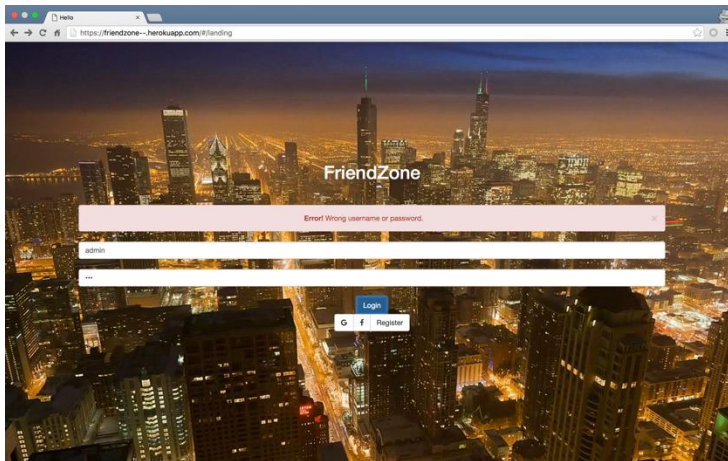 Hello
https://friendzone--.herokuapp.com/#/landing
FriendZone
Error! Wrong username or password.
admin
•••
Login
G f Register